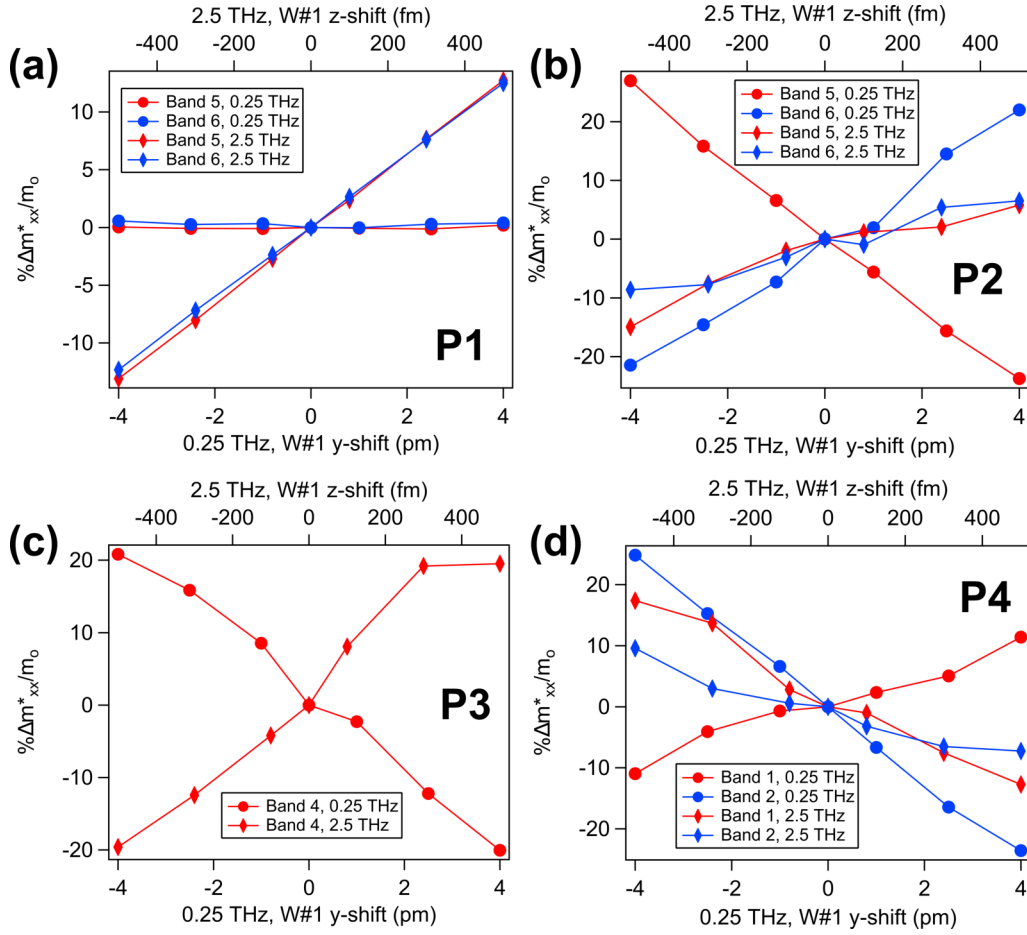 2.5 THz, W#1 z-shift (fm)
-400 -200 0 200 400
(a)
10
5
0
-5
-10
%Δm*xx/mo
Band 5, 0.25 THz
Band 6, 0.25 THz
Band 5, 2.5 THz
Band 6, 2.5 THz
P1
-4 -2 0 2 4
0.25 THz, W#1 y-shift (pm)
2.5 THz, W#1 z-shift (fm)
-400 -200 0 200 400
(b)
20
10
0
-10
-20
%Δm*xx/mo
Band 5, 0.25 THz
Band 6, 0.25 THz
Band 5, 2.5 THz
Band 6, 2.5 THz
P2
-4 -2 0 2 4
0.25 THz, W#1 y-shift (pm)
2.5 THz, W#1 z-shift (fm)
-400 -200 0 200 400
(c)
20
10
0
-10
-20
%Δm*xx/mo
P3
Band 4, 0.25 THz
Band 4, 2.5 THz
-4 -2 0 2 4
0.25 THz, W#1 y-shift (pm)
2.5 THz, W#1 z-shift (fm)
-400 -200 0 200 400
(d)
20
10
0
-10
-20
%Δm*xx/mo
P4
Band 1, 0.25 THz
Band 2, 0.25 THz
Band 1, 2.5 THz
Band 2, 2.5 THz
-4 -2 0 2 4
0.25 THz, W#1 y-shift (pm)